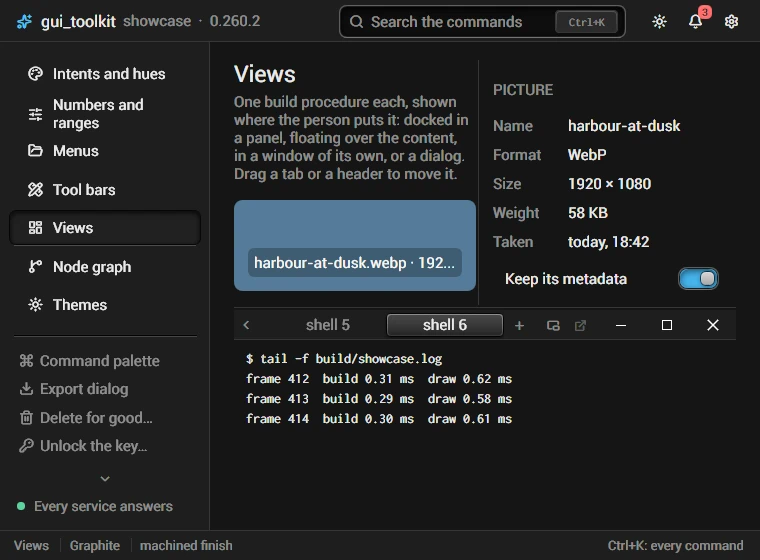 gui_toolkit showcase · 0.260.2
Search the commands
Ctrl+K
3
Intents and hues
Numbers and
ranges
Menus
Tool bars
Views
Node graph
Themes
Command palette
Export dialog
Delete for good...
Unlock the key...
Every service answers
Views
One build procedure each, shown
where the person puts it: docked in
a panel, floating over the content,
in a window of its own, or a dialog.
Drag a tab or a header to move it.
harbour-at-dusk.webp · 192...
PICTURE
Name harbour-at-dusk
Format WebP
Size 1920 × 1080
Weight 58 KB
Taken today, 18:42
Keep its metadata
shell 5
shell 6
$ tail -f build/showcase.log
frame 412 build 0.31 ms draw 0.62 ms
frame 413 build 0.29 ms draw 0.58 ms
frame 414 build 0.30 ms draw 0.61 ms
Views
Graphite
machined finish
Ctrl+K: every command